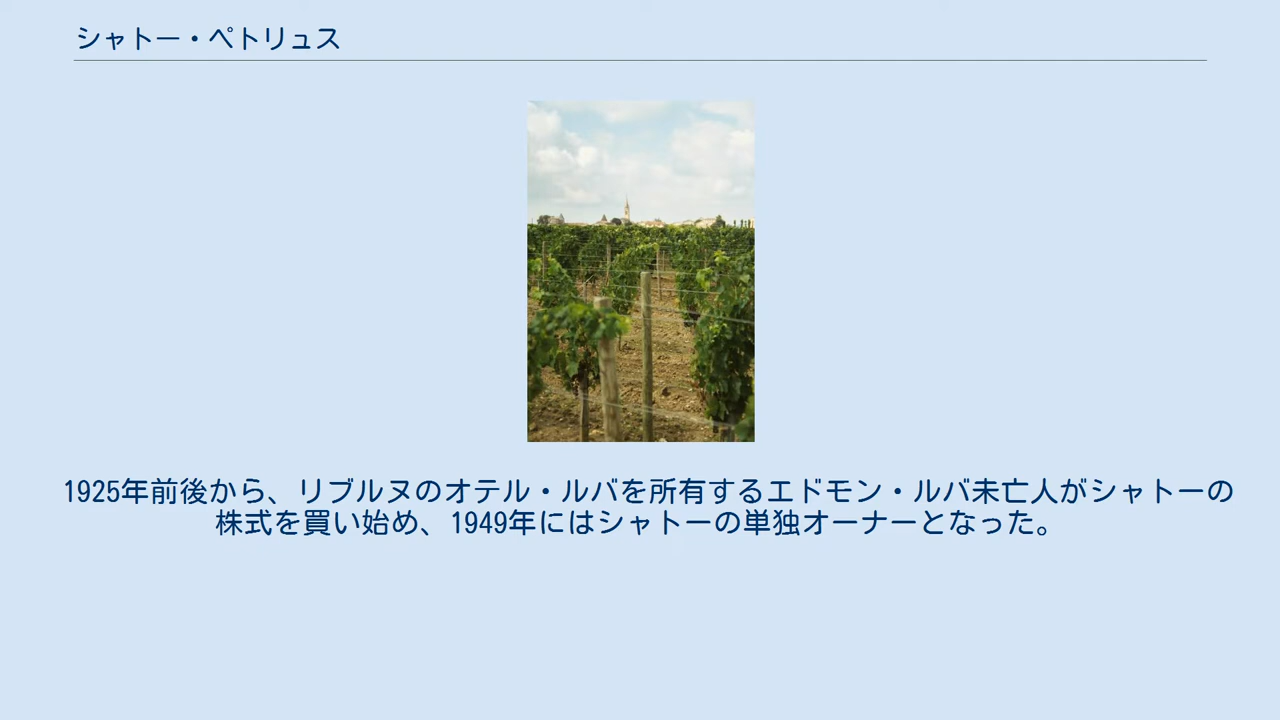 シャトー・ペトリュス
1925年前後から、リブルヌのオテル・ルバを所有するエドモン・ルバ未亡人がシャトーの
株式を買い始め、1949年にはシャトーの単独オーナーとなった。